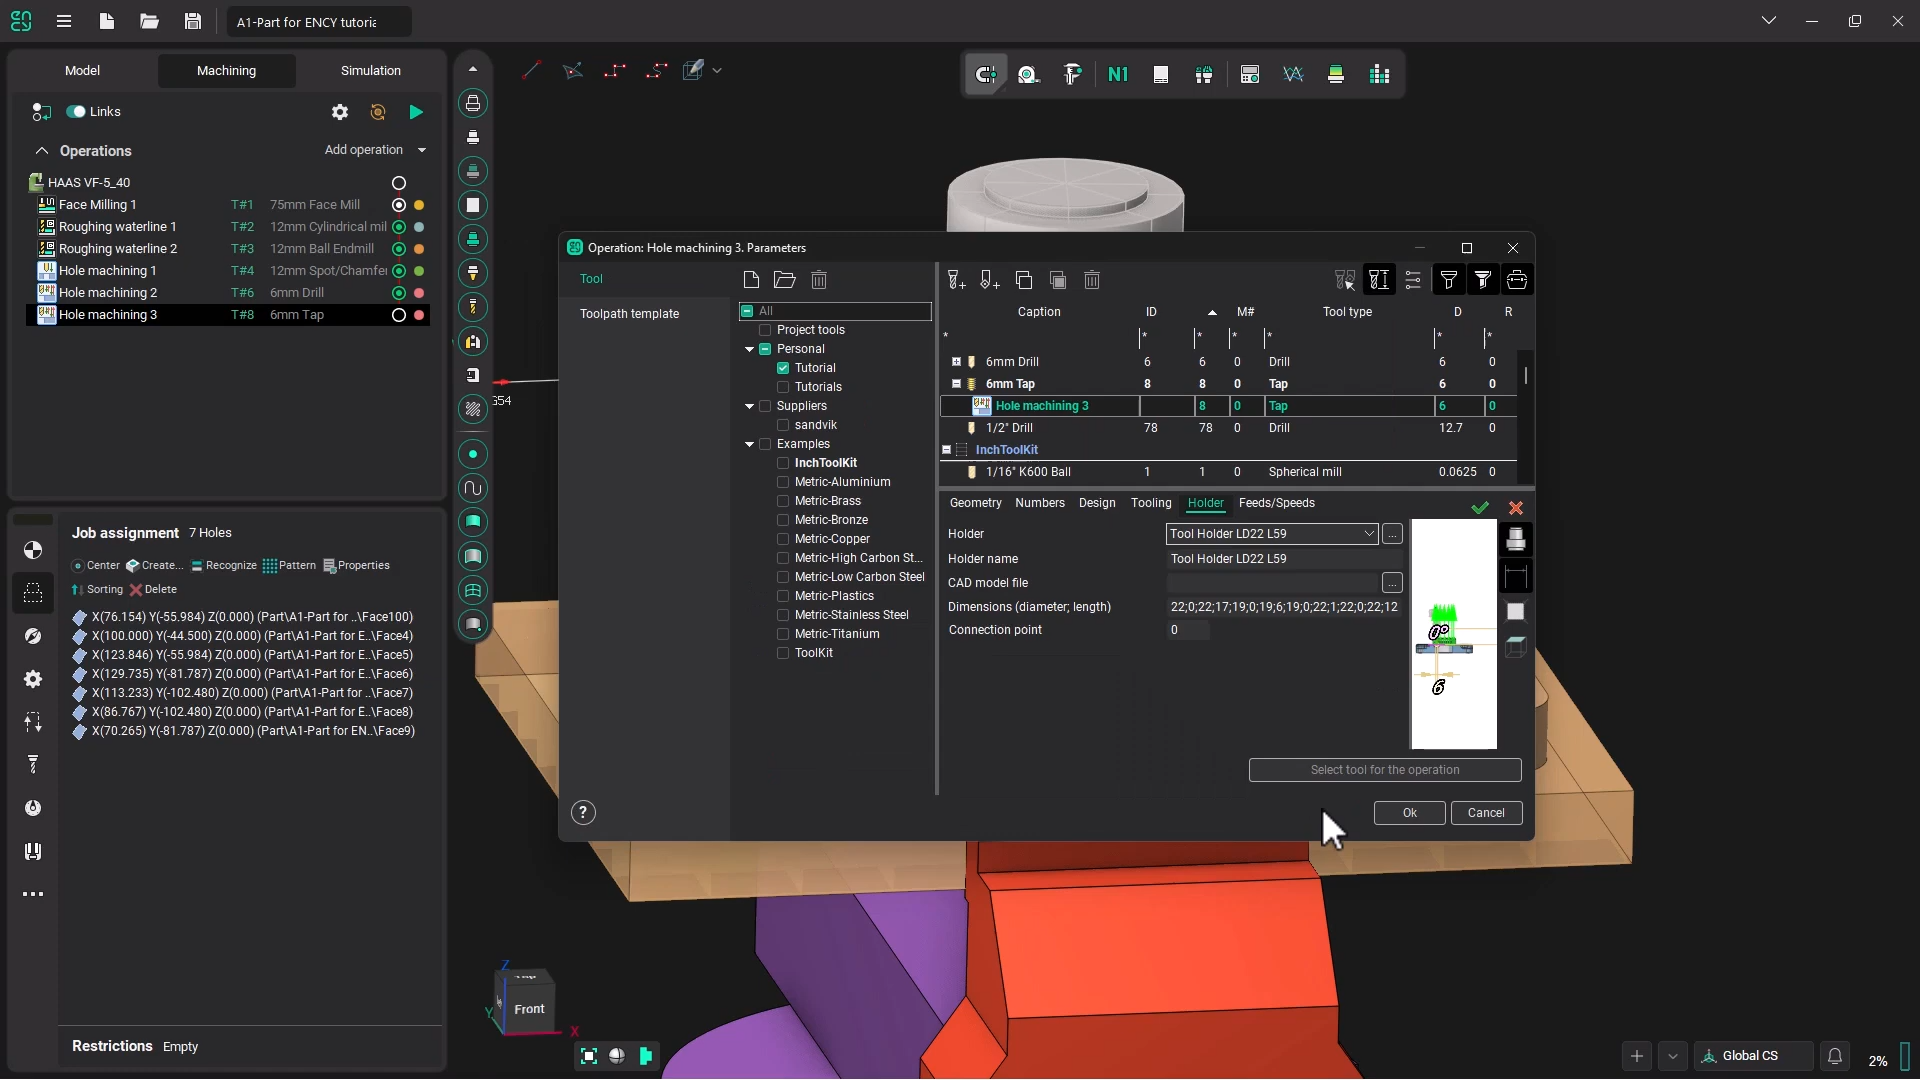 A1-Part for ENCY tutoria
Model
Machining
Simulation
Links
Operations
Add operation
HAAS VF-5_40
Face Milling 1 T#1 75mm Face Mill
Roughing waterline 1 T#2 12mm Cylindrical mil
Roughing waterline 2 T#3 12mm Ball Endmill
Hole machining 1 T#4 12mm Spot/Chamfer
Hole machining 2 T#6 6mm Drill
Hole machining 3 T#8 6mm Tap
Job assignment 7 Holes
Center Create... Recognize Pattern Properties
Sorting Delete
X(76.154) Y(-55.984) Z(0.000) (Part\A1-Part for ..\Face100)
X(100.000) Y(-44.500) Z(0.000) (Part\A1-Part for E..\Face4)
X(123.846) Y(-55.984) Z(0.000) (Part\A1-Part for E..\Face5)
X(129.735) Y(-81.787) Z(0.000) (Part\A1-Part for E..\Face6)
X(113.233) Y(-102.480) Z(0.000) (Part\A1-Part for ..\Face7)
X(86.767) Y(-102.480) Z(0.000) (Part\A1-Part for E..\Face8)
X(70.265) Y(-81.787) Z(0.000) (Part\A1-Part for EN..\Face9)
Restrictions Empty
N1
G54
Operation: Hole machining 3. Parameters
Tool
Toolpath template
All
Project tools
Personal
Tutorial
Tutorials
Suppliers
sandvik
Examples
InchToolKit
Metric-Aluminium
Metric-Brass
Metric-Bronze
Metric-Copper
Metric-High Carbon St...
Metric-Low Carbon Steel
Metric-Plastics
Metric-Stainless Steel
Metric-Titanium
ToolKit
Caption ID M# Tool type D R
* * * * * * *
6mm Drill 6 6 0 Drill 6 0
6mm Tap 8 8 0 Tap 6 0
Hole machining 3 8 0 Tap 6 0
1/2" Drill 78 78 0 Drill 12.7 0
InchToolKit
1/16" K600 Ball 1 1 0 Spherical mill 0.0625 0
Geometry Numbers Design Tooling Holder Feeds/Speeds
Holder Tool Holder LD22 L59 ...
Holder name Tool Holder LD22 L59
CAD model file ...
Dimensions (diameter; length) 22;0;22;17;19;0;19;6;19;0;22;1;22;0;22;12
Connection point 0
0°
6
Select tool for the operation
?
Ok
Cancel
Z
Front
Y
X
Global CS
2%